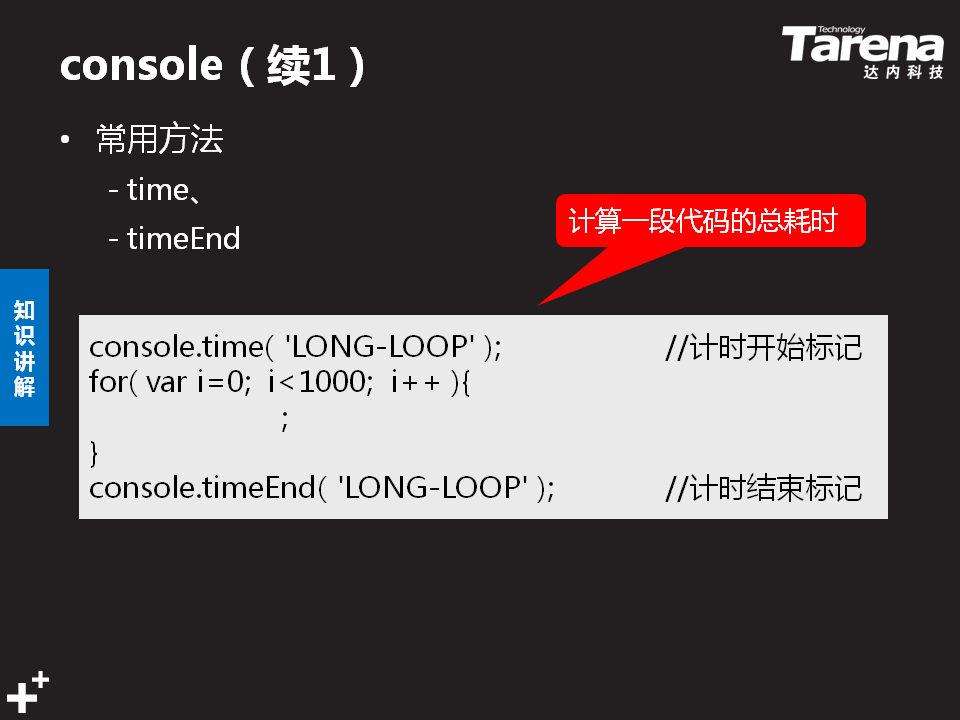 console（续1）
Technology
Tarena
达内科技
• 常用方法
- time、
- timeEnd
计算一段代码的总耗时
知识讲解
console.time( 'LONG-LOOP' ); //计时开始标记
for( var i=0; i<1000; i++ ){
;
}
console.timeEnd( 'LONG-LOOP' ); //计时结束标记